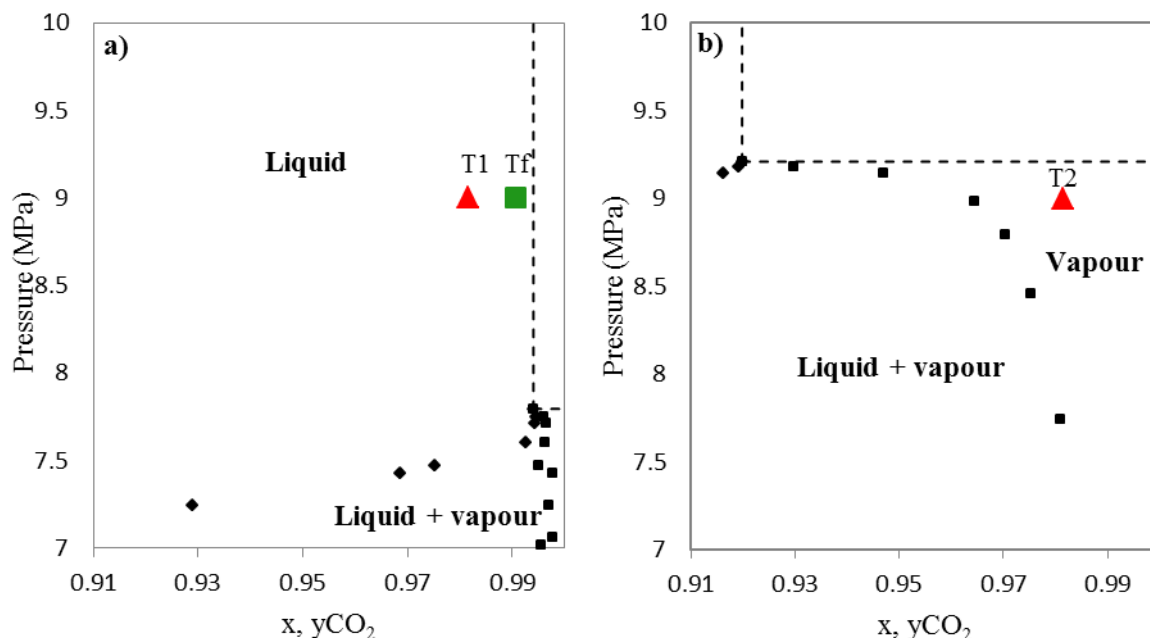 a)
10
9.5
9
8.5
8
7.5
7
Pressure (MPa)
Liquid
T1
Tf
Liquid + vapour
0.91
0.93
0.95
0.97
0.99
x, yCO₂
b)
10
9.5
9
8.5
8
7.5
7
Pressure (MPa)
T2
Vapour
Liquid + vapour
0.91
0.93
0.95
0.97
0.99
x, yCO₂